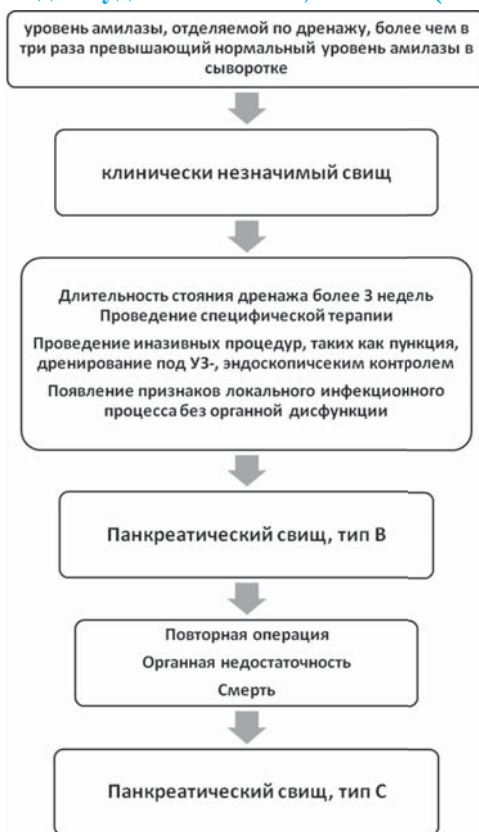 уровень амилазы, отделяемой по дренажу, более чем в
три раза превышающий нормальный уровень амилазы в
сыворотке
клинически незначимый свищ
Длительность стояния дренажа более 3 недель
Проведение специфической терапии
Проведение иназивных процедур, таких как пункция,
дренирование под УЗ-, эндоскопичсеким контролем
Появление признаков локального инфекционного
процесса без органной дисфункции
Панкреатический свищ, тип В
Повторная операция
Органная недостаточность
Смерть
Панкреатический свищ, тип С